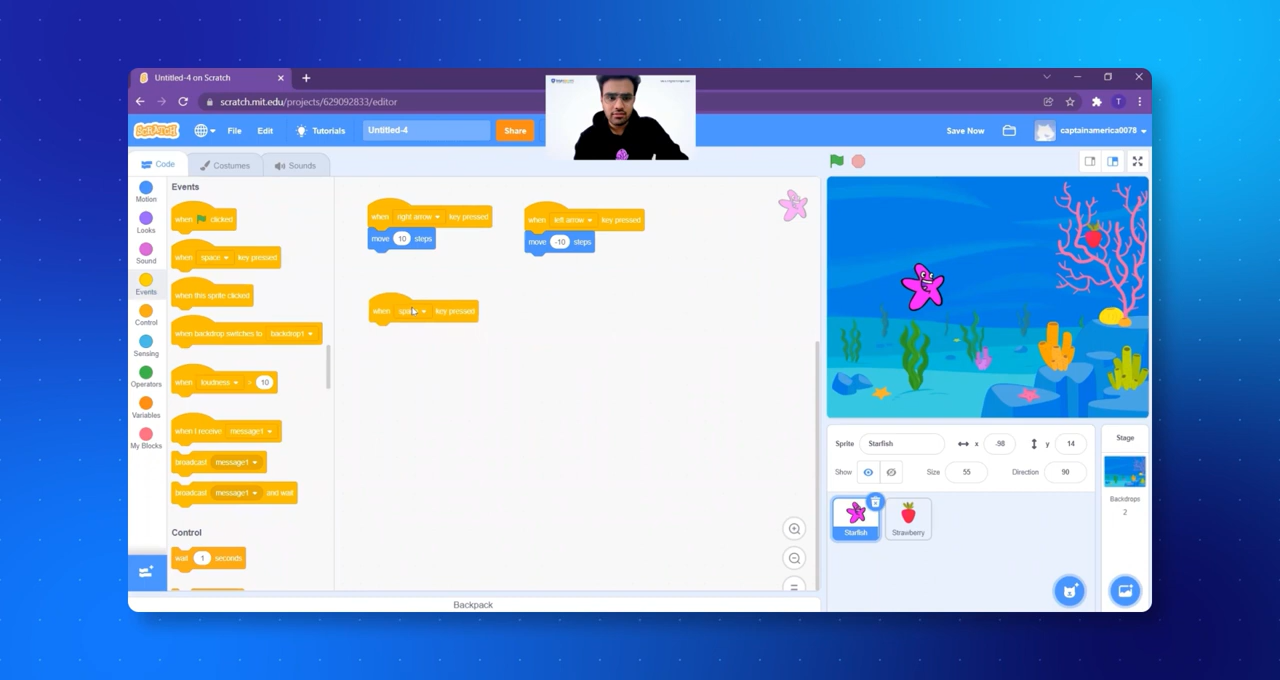 Untitled-4 on Scratch
scratch.mit.edu/projects/629092833/editor
T
SCRATCH
File
Edit
Tutorials
Untitled-4
Share
Save Now
captainamerica0078
Code
Costumes
Sounds
Motion
Looks
Sound
Events
Control
Sensing
Operators
Variables
My Blocks
Events
when clicked
when space key pressed
when this sprite clicked
when backdrop switches to backdrop1
when loudness > 10
when I receive message1
broadcast message1
broadcast message1 and wait
Control
wait 1 seconds
when right arrow key pressed
move 10 steps
when left arrow key pressed
move -10 steps
when key pressed
Sprite Starfish x -98 y 14
Show Size 55 Direction 90
Starfish
Strawberry
Stage
Backdrops
2
Backpack